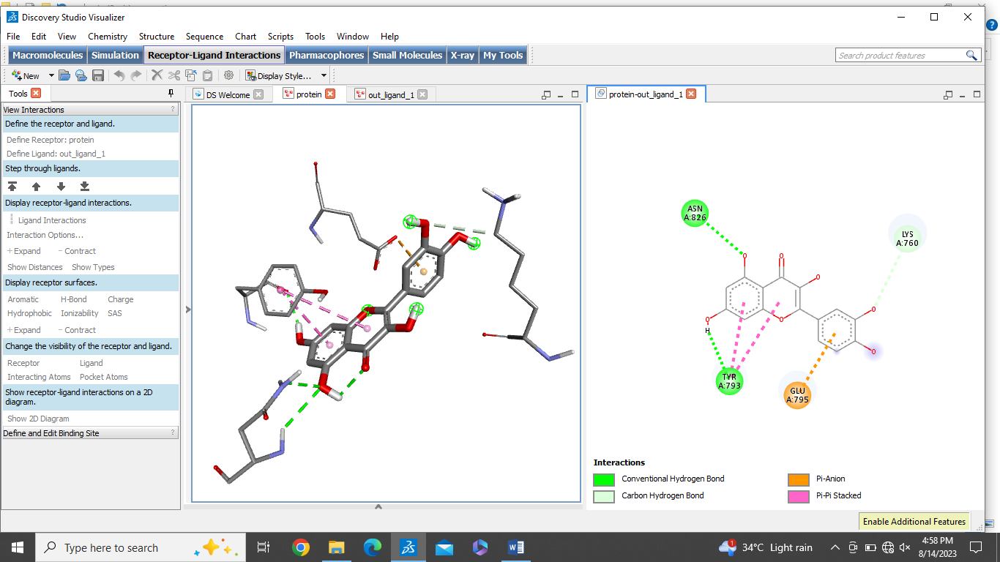 Discovery Studio Visualizer
File Edit View Chemistry Structure Sequence Chart Scripts Tools Window Help
Macromolecules Simulation Receptor-Ligand Interactions Pharmacophores Small Molecules X-ray My Tools
Search product features
New Display Style...
Tools
DS Welcome protein out_ligand_1
protein-out_ligand_1
View Interactions ?
Define the receptor and ligand.
Define Receptor: protein
Define Ligand: out_ligand_1
Step through ligands.
Display receptor-ligand interactions.
Ligand Interactions
Interaction Options...
+ Expand - Contract
Show Distances Show Types
Display receptor surfaces.
Aromatic H-Bond Charge
Hydrophobic Ionizability SAS
+ Expand - Contract
Change the visibility of the receptor and ligand.
Receptor Ligand
Interacting Atoms Pocket Atoms
Show receptor-ligand interactions on a 2D
diagram.
Show 2D Diagram
Define and Edit Binding Site ?
ASN
A:826
LYS
A:760
O O
O
O
O
H
O
O
TYR
A:793
GLU
A:795
Interactions
Conventional Hydrogen Bond
Carbon Hydrogen Bond
Pi-Anion
Pi-Pi Stacked
Enable Additional Features
Type here to search
1
34°C Light rain
4:58 PM
8/14/2023